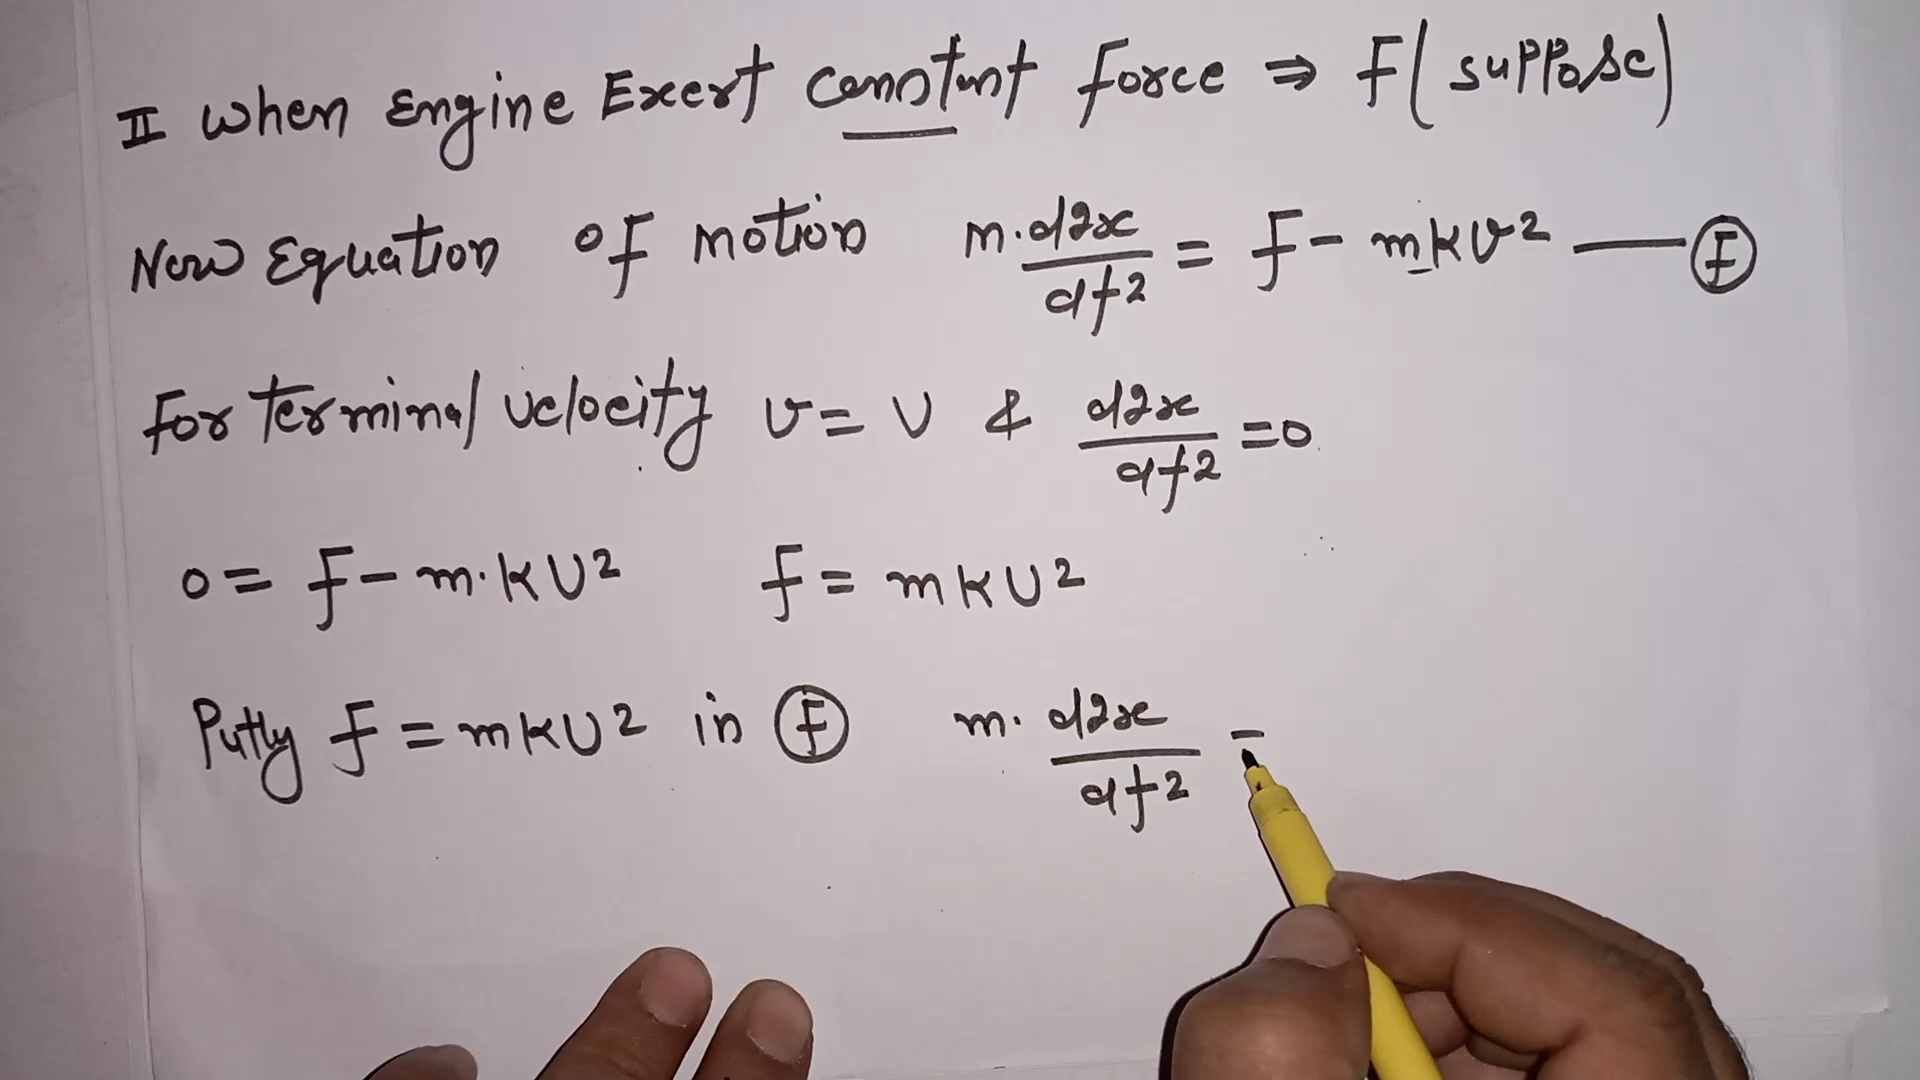 II When Engine Exert constant force ⇒ F (suppose)
Now Equation of motion m. d2x/dt2 = F - mkv2 — (F)
For Terminal velocity v = V & d2x/dt2 = 0
0 = F - m.kV2 F = mkV2
Putty F = mkV2 in (F) m. d2x/dt2 -